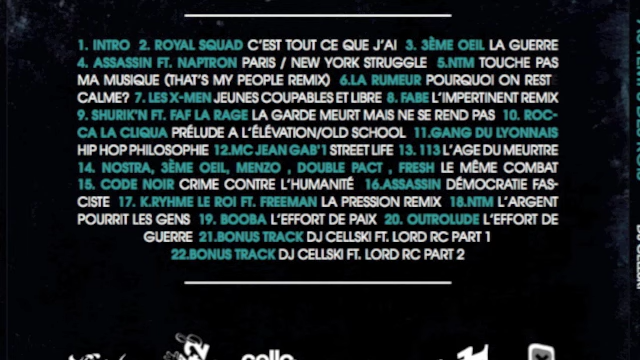 1. INTRO 2. ROYAL SQUAD C'EST TOUT CE QUE J'AI 3. 3ÈME OEIL LA GUERRE
4. ASSASSIN FT. NAPTRON PARIS / NEW YORK STRUGGLE 5.NTM TOUCHE PAS
MA MUSIQUE (THAT'S MY PEOPLE REMIX) 6.LA RUMEUR POURQUOI ON REST
CALME? 7. LES X-MEN JEUNES COUPABLES ET LIBRE 8. FABE L'IMPERTINENT REMIX
9. SHURIK'N FT. FAF LA RAGE LA GARDE MEURT MAIS NE SE REND PAS 10. ROC-
CA LA CLIQUA PRÉLUDE A L'ÉLÉVATION/OLD SCHOOL 11.GANG DU LYONNAIS
HIP HOP PHILOSOPHIE 12.MC JEAN GAB'1 STREET LIFE 13. 113 L'AGE DU MEURTRE
14. NOSTRA, 3ÈME OEIL, MENZO , DOUBLE PACT , FRESH LE MÊME COMBAT
15. CODE NOIR CRIME CONTRE L'HUMANITÉ 16.ASSASSIN DÉMOCRATIE FAS-
CISTE 17. K.RYHME LE ROI FT. FREEMAN LA PRESSION REMIX 18.NTM L'ARGENT
POURRIT LES GENS 19. BOOBA L'EFFORT DE PAIX 20. OUTROLUDE L'EFFORT DE
GUERRE 21.BONUS TRACK DJ CELLSKI FT. LORD RC PART 1
22.BONUS TRACK DJ CELLSKI FT. LORD RC PART 2